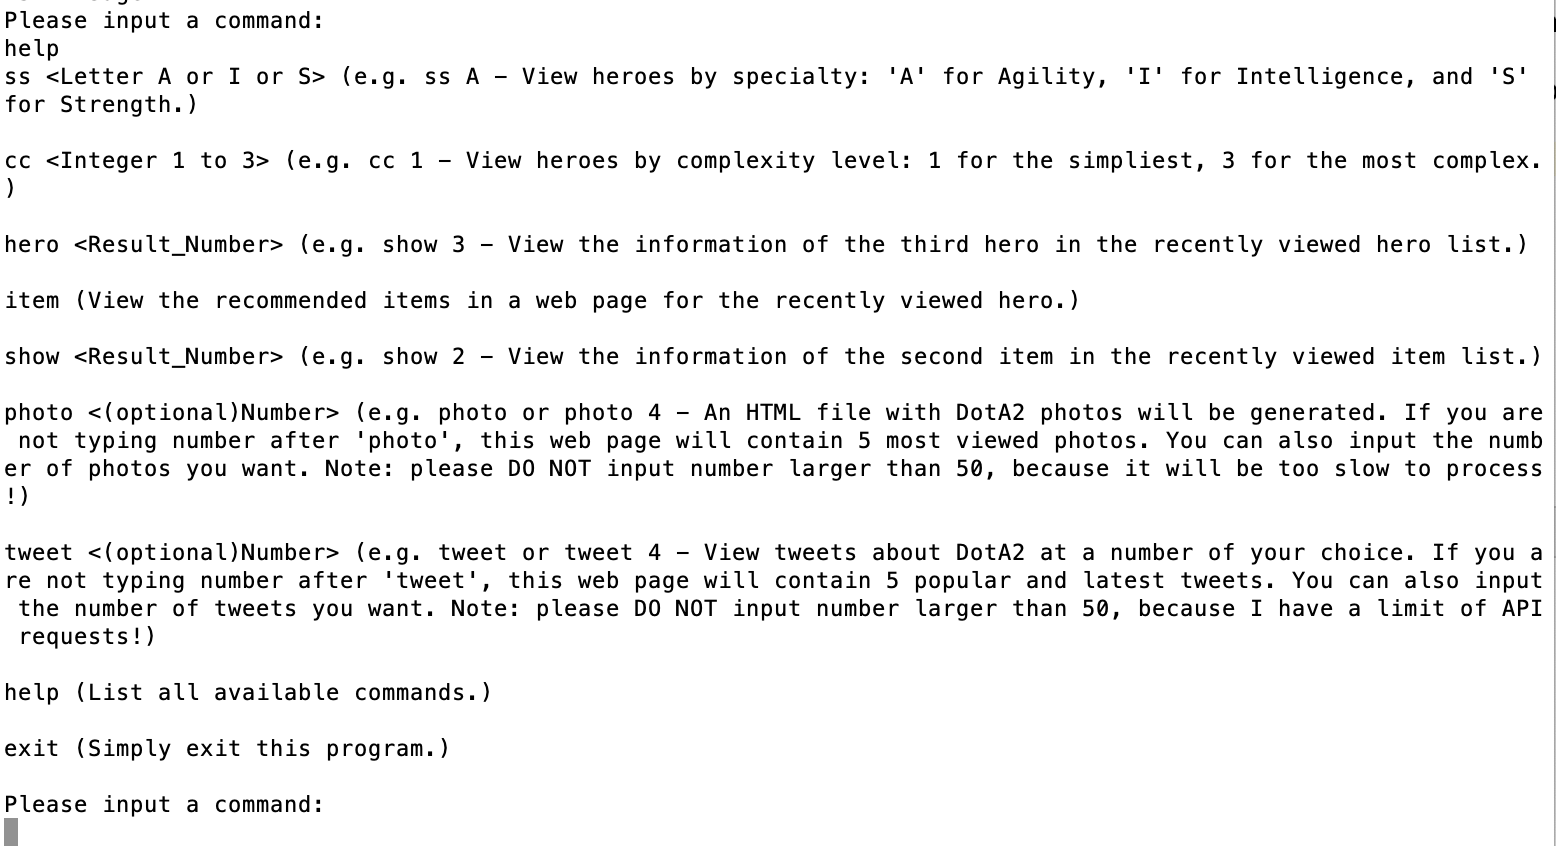 Please input a command:
help
ss <Letter A or I or S> (e.g. ss A – View heroes by specialty: 'A' for Agility, 'I' for Intelligence, and 'S'
for Strength.)
cc <Integer 1 to 3> (e.g. cc 1 – View heroes by complexity level: 1 for the simpliest, 3 for the most complex.
)
hero <Result_Number> (e.g. show 3 – View the information of the third hero in the recently viewed hero list.)
item (View the recommended items in a web page for the recently viewed hero.)
show <Result_Number> (e.g. show 2 – View the information of the second item in the recently viewed item list.)
photo <(optional)Number> (e.g. photo or photo 4 – An HTML file with DotA2 photos will be generated. If you are
 not typing number after 'photo', this web page will contain 5 most viewed photos. You can also input the numb
er of photos you want. Note: please DO NOT input number larger than 50, because it will be too slow to process
!)
tweet <(optional)Number> (e.g. tweet or tweet 4 – View tweets about DotA2 at a number of your choice. If you a
re not typing number after 'tweet', this web page will contain 5 popular and latest tweets. You can also input
 the number of tweets you want. Note: please DO NOT input number larger than 50, because I have a limit of API
 requests!)
help (List all available commands.)
exit (Simply exit this program.)
Please input a command: